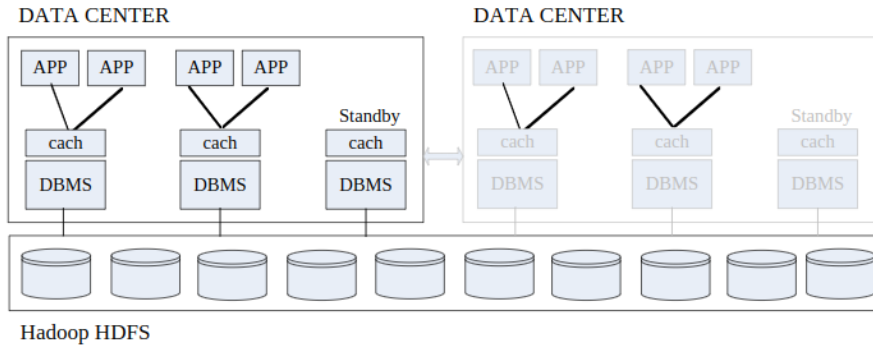 DATA CENTER
DATA CENTER
APP APP APP APP
APP APP APP APP
Standby
Standby
cach cach cach
cach cach cach
DBMS DBMS DBMS
DBMS DBMS DBMS
Hadoop HDFS